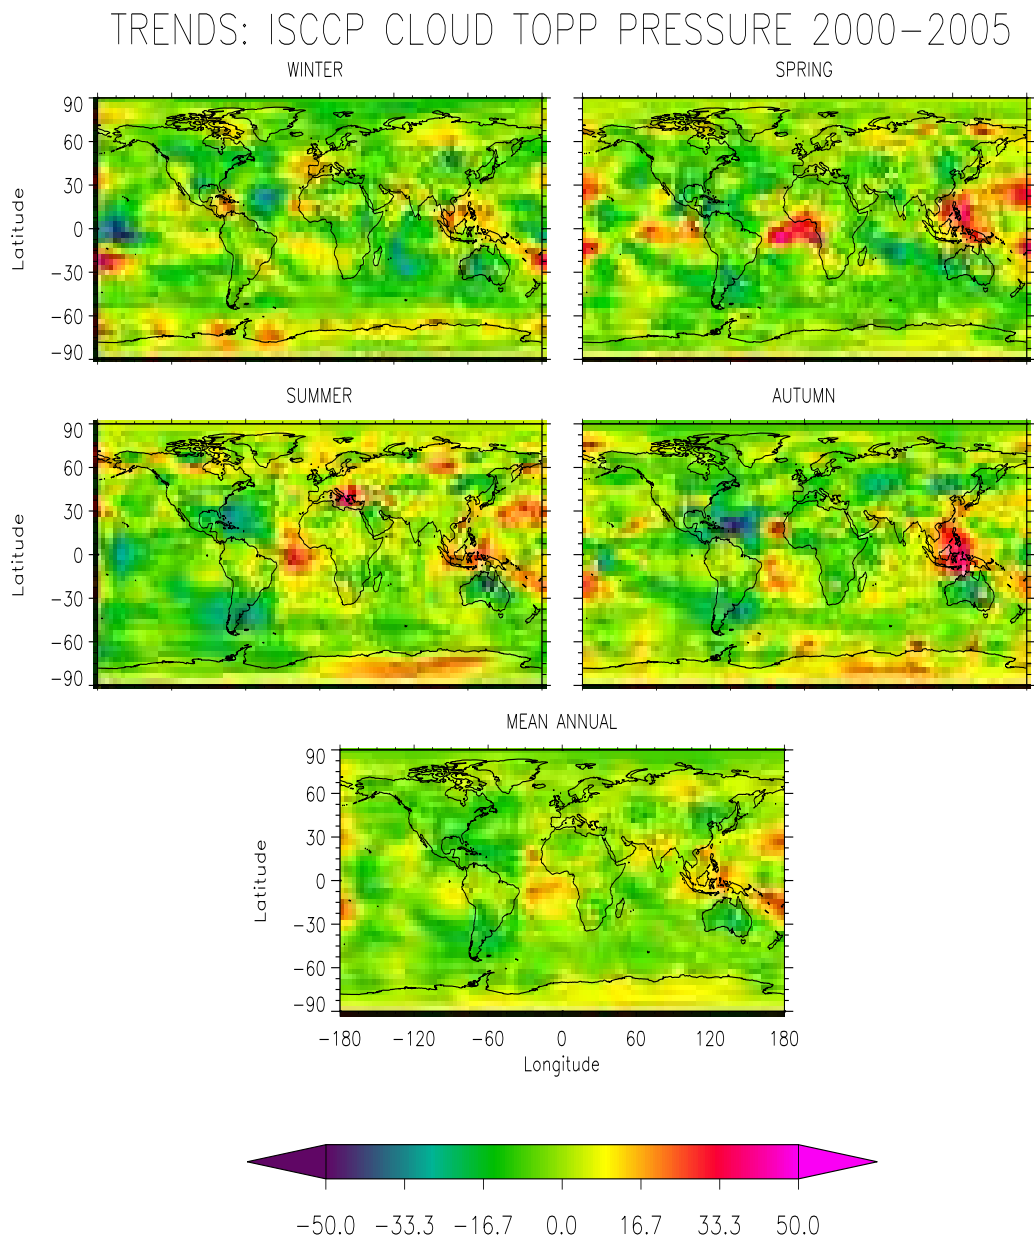 TRENDS: ISCCP CLOUD TOPP PRESSURE 2000-2005
WINTER
SPRING
90
60
30
0
-30
-60
-90
Latitude
SUMMER
AUTUMN
90
60
30
0
-30
-60
-90
Latitude
MEAN ANNUAL
90
60
30
0
-30
-60
-90
Latitude
-180 -120 -60 0 60 120 180
Longitude
-50.0 -33.3 -16.7 0.0 16.7 33.3 50.0